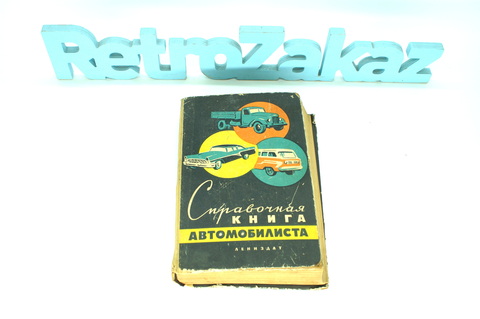 RetroZakaz
Справочная
КНИГА
АВТОМОБИЛИСТА
ЛЕНИЗДАТ